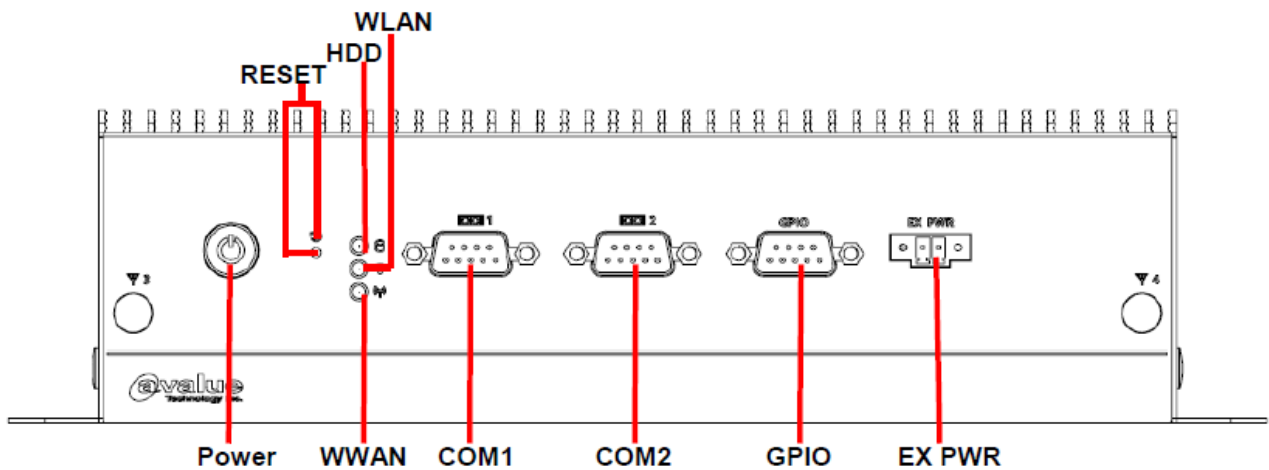 WLAN
HDD
RESET
1
2
GPIO
EX PWR
3
4
avalue
Technology Inc.
Power
WWAN
COM1
COM2
GPIO
EX PWR